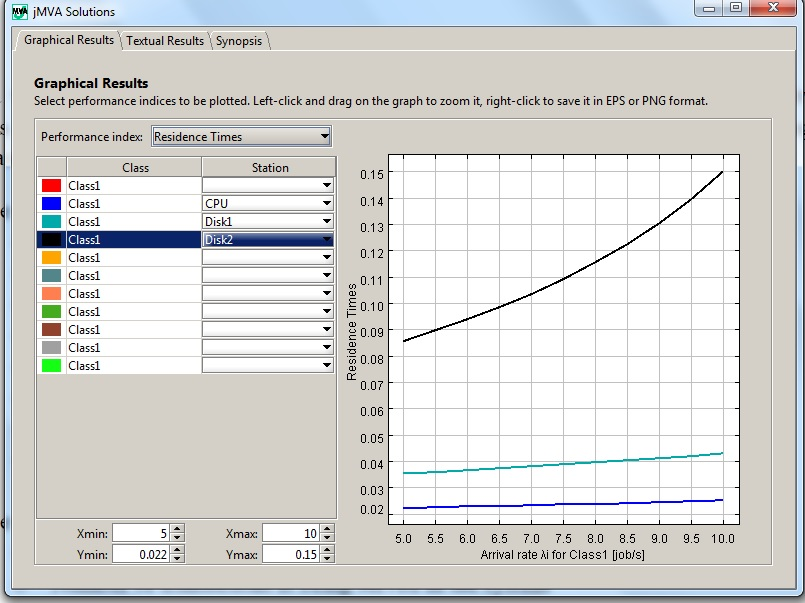 MVA jMVA Solutions
Graphical Results Textual Results Synopsis
Graphical Results
Select performance indices to be plotted. Left-click and drag on the graph to zoom it, right-click to save it in EPS or PNG format.
Performance index: Residence Times
Class Station
Class1
Class1 CPU
Class1 Disk1
Class1 Disk2
Class1
Class1
Class1
Class1
Class1
Class1
Class1
Xmin: 5 Xmax: 10
Ymin: 0.022 Ymax: 0.15
Residence Times
0.15
0.14
0.13
0.12
0.11
0.10
0.09
0.08
0.07
0.06
0.05
0.04
0.03
0.02
5.0 5.5 6.0 6.5 7.0 7.5 8.0 8.5 9.0 9.5 10.0
Arrival rate λi for Class1 [job/s]